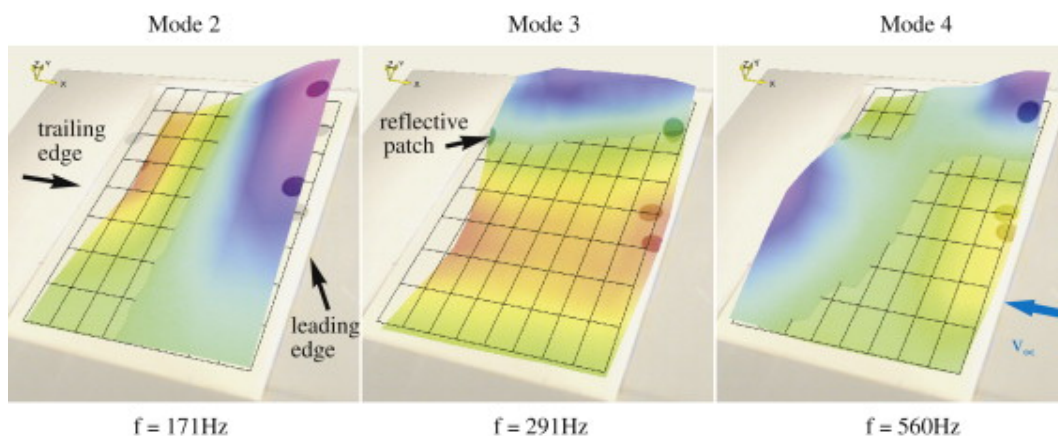 Mode 2
Mode 3
Mode 4
Z Y
X
Z Y
X
Z Y
X
trailing
edge
reflective
patch
leading
edge
V∞
f = 171Hz
f = 291Hz
f = 560Hz